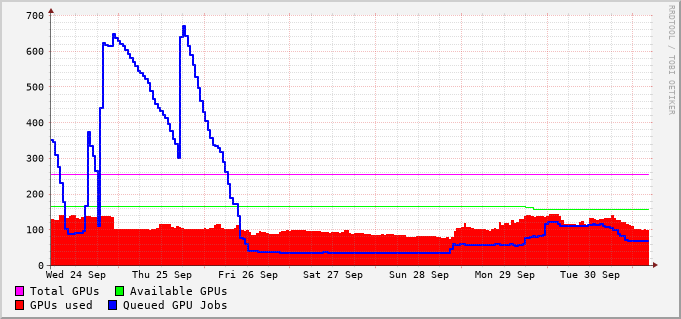 700
600
500
400
300
200
100
0
Wed 24 Sep Thu 25 Sep Fri 26 Sep Sat 27 Sep Sun 28 Sep Mon 29 Sep Tue 30 Sep
Total GPUs Available GPUs
GPUs used Queued GPU Jobs
RRDTOOL / TOBI OETIKER